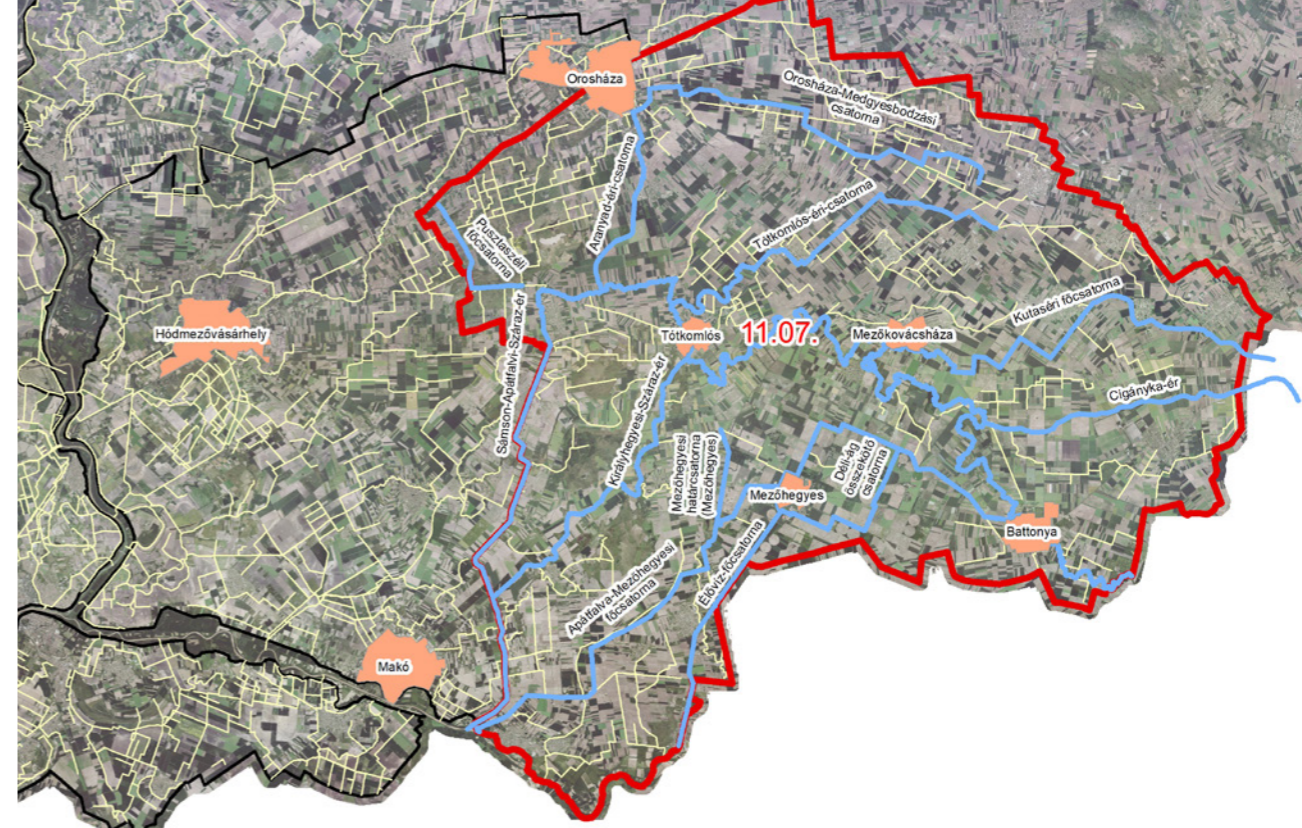 Orosháza
Orosháza-Medgyesbodzási
csatorna
Aranyad-éri-csatorna
Tótkomlós-éri-csatorna
Pusztaszéli
főcsatorna
Kutaséri főcsatorna
Hódmezővásárhely
Sámson-Apátfalvi-Száraz-ér
Tótkomlós
11.07.
Mezőkovácsháza
Királyhegyesi-Száraz-ér
Cigányka-ér
Mezőhegyesi
határcsatorna
(Mezőhegyes)
Déli-ág
összekötő
csatorna
Mezőhegyes
Battonya
Apátfalva-Mezőhegyesi
főcsatorna
Élővíz-főcsatorna
Makó